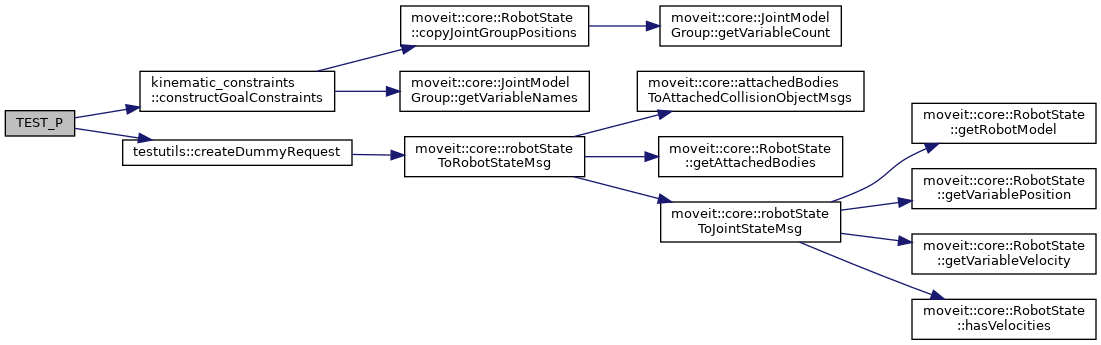 TEST_P
kinematic_constraints
::constructGoalConstraints
testutils::createDummyRequest
moveit::core::RobotState
::copyJointGroupPositions
moveit::core::JointModel
Group::getVariableNames
moveit::core::robotState
ToRobotStateMsg
moveit::core::JointModel
Group::getVariableCount
moveit::core::attachedBodies
ToAttachedCollisionObjectMsgs
moveit::core::RobotState
::getAttachedBodies
moveit::core::robotState
ToJointStateMsg
moveit::core::RobotState
::getRobotModel
moveit::core::RobotState
::getVariablePosition
moveit::core::RobotState
::getVariableVelocity
moveit::core::RobotState
::hasVelocities